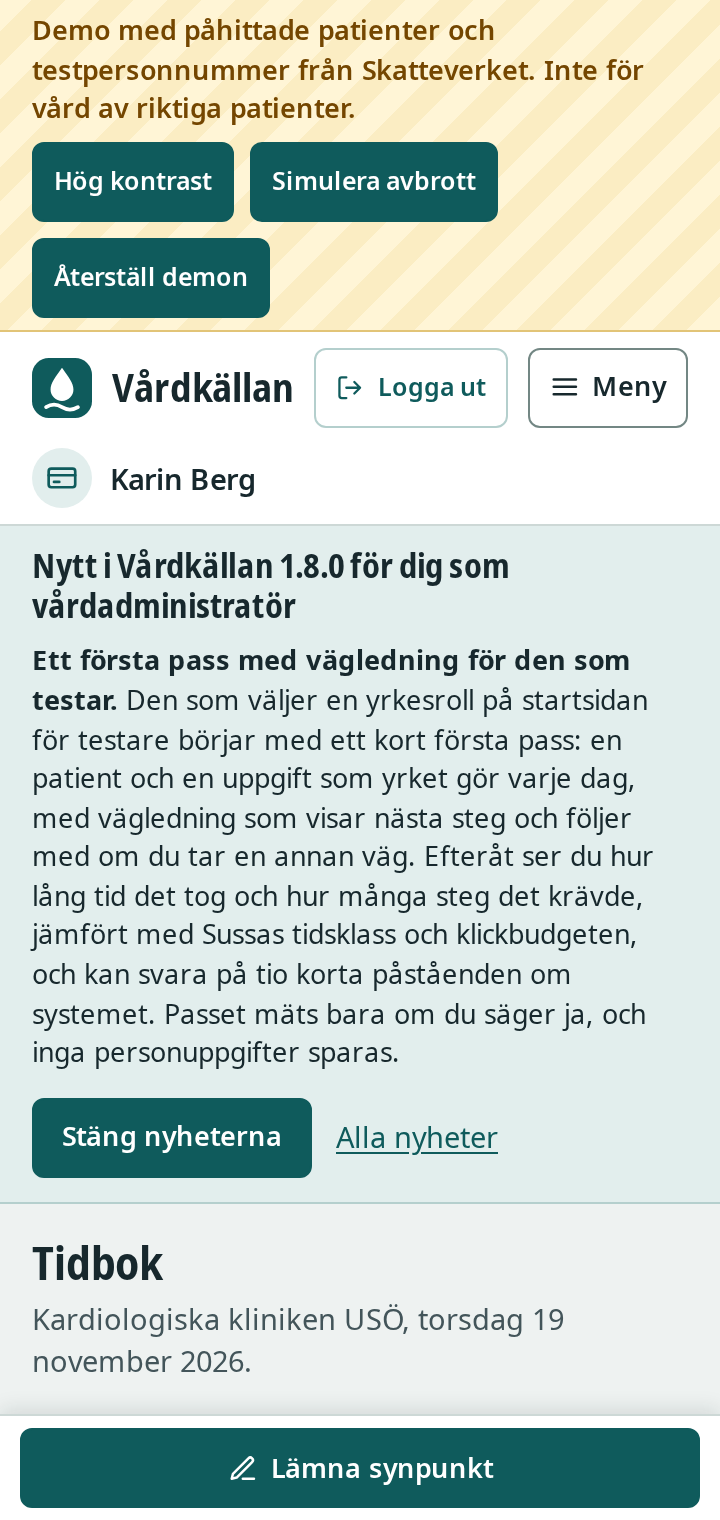 Demo med påhittade patienter och
testpersonnummer från Skatteverket. Inte för
vård av riktiga patienter.
Hög kontrast
Simulera avbrott
Återställ demon
Vårdkällan
Logga ut
Meny
Karin Berg
Nytt i Vårdkällan 1.8.0 för dig som
vårdadministratör
Ett första pass med vägledning för den som
testar. Den som väljer en yrkesroll på startsidan
för testare börjar med ett kort första pass: en
patient och en uppgift som yrket gör varje dag,
med vägledning som visar nästa steg och följer
med om du tar en annan väg. Efteråt ser du hur
lång tid det tog och hur många steg det krävde,
jämfört med Sussas tidsklass och klickbudgeten,
och kan svara på tio korta påståenden om
systemet. Passet mäts bara om du säger ja, och
inga personuppgifter sparas.
Stäng nyheterna
Alla nyheter
Tidbok
Kardiologiska kliniken USÖ, torsdag 19
november 2026.
Lämna synpunkt